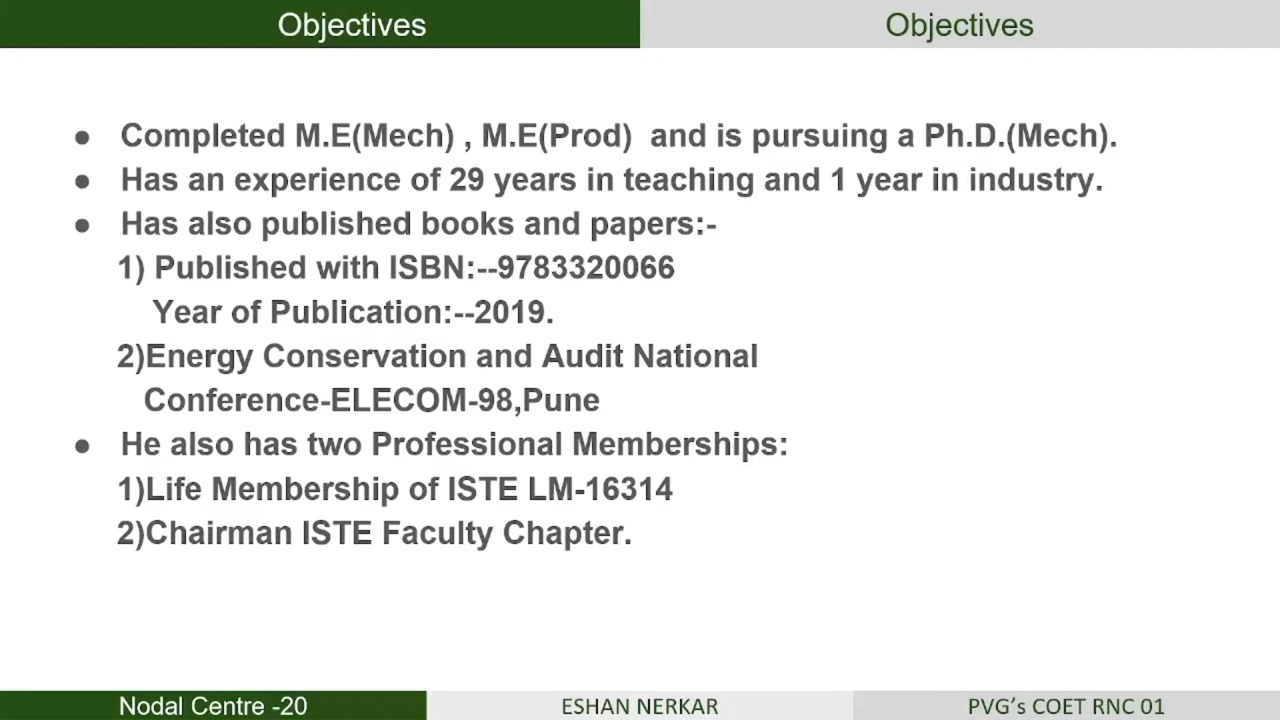 Objectives
Objectives
● Completed M.E(Mech) , M.E(Prod) and is pursuing a Ph.D.(Mech).
● Has an experience of 29 years in teaching and 1 year in industry.
● Has also published books and papers:-
1) Published with ISBN:--9783320066
Year of Publication:--2019.
2)Energy Conservation and Audit National
Conference-ELECOM-98,Pune
● He also has two Professional Memberships:
1)Life Membership of ISTE LM-16314
2)Chairman ISTE Faculty Chapter.
Nodal Centre -20
ESHAN NERKAR
PVG’s COET RNC 01